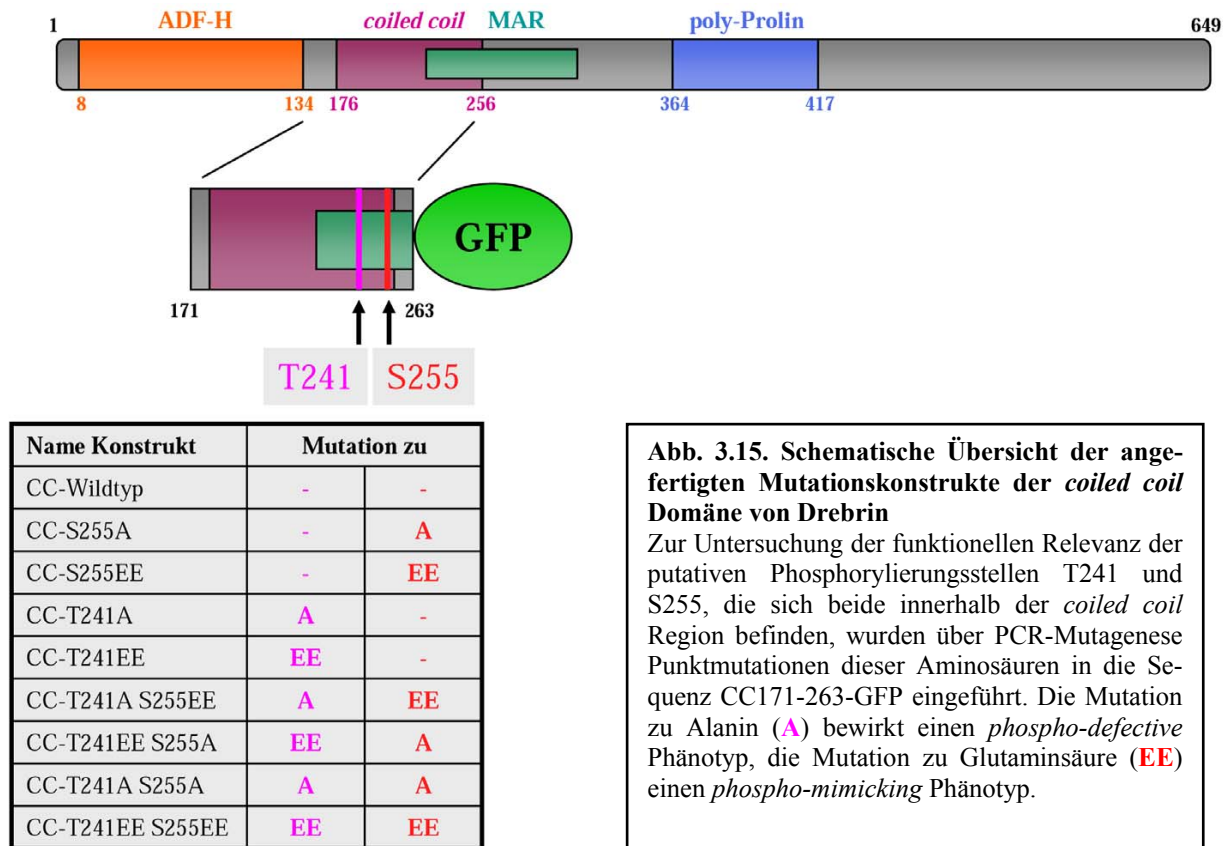 ADF-H coiled coil MAR poly-Prolin
1 649
8 134 176 256 364 417
GFP
171 263
T241 S255
Name Konstrukt Mutation zu
CC-Wildtyp - -
CC-S255A - A
CC-S255EE - EE
CC-T241A A -
CC-T241EE EE -
CC-T241A S255EE A EE
CC-T241EE S255A EE A
CC-T241A S255A A A
CC-T241EE S255EE EE EE
Abb. 3.15. Schematische Übersicht der ange-
fertigten Mutationskonstrukte der coiled coil
Domäne von Drebrin
Zur Untersuchung der funktionellen Relevanz der
putativen Phosphorylierungsstellen T241 und
S255, die sich beide innerhalb der coiled coil
Region befinden, wurden über PCR-Mutagenese
Punktmutationen dieser Aminosäuren in die Se-
quenz CC171-263-GFP eingeführt. Die Mutation
zu Alanin (A) bewirkt einen phospho-defective
Phänotyp, die Mutation zu Glutaminsäure (EE)
einen phospho-mimicking Phänotyp.